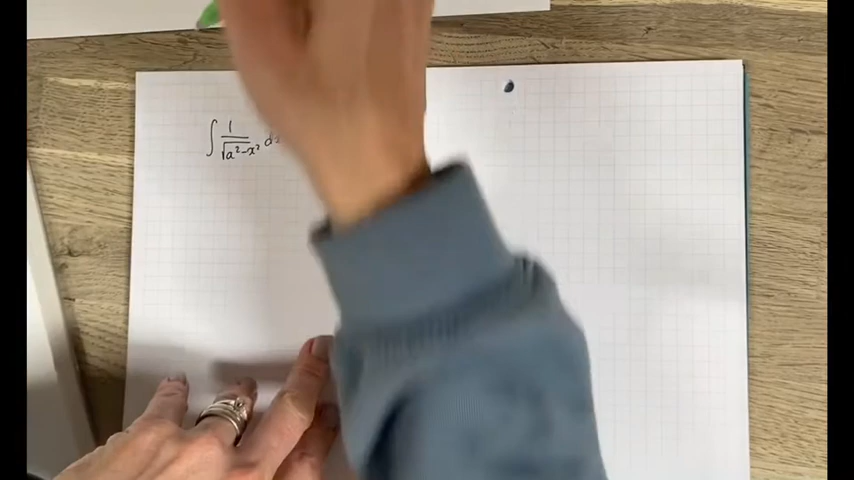 ∫ 1/√(a²-x²) d